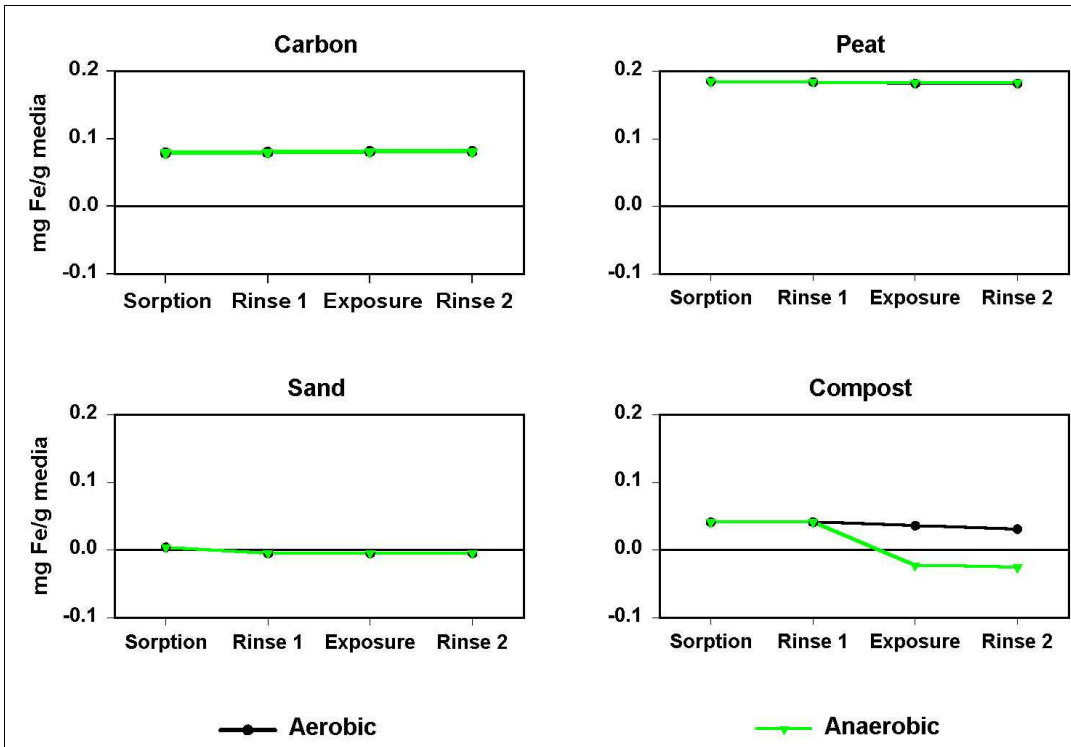 Carbon
Peat
0.2
0.1
0.0
-0.1
mg Fe/g media
Sorption Rinse 1 Exposure Rinse 2
0.2
0.1
0.0
-0.1
Sorption Rinse 1 Exposure Rinse 2
Sand
Compost
0.2
0.1
0.0
-0.1
mg Fe/g media
Sorption Rinse 1 Exposure Rinse 2
0.2
0.1
0.0
-0.1
Sorption Rinse 1 Exposure Rinse 2
Aerobic
Anaerobic